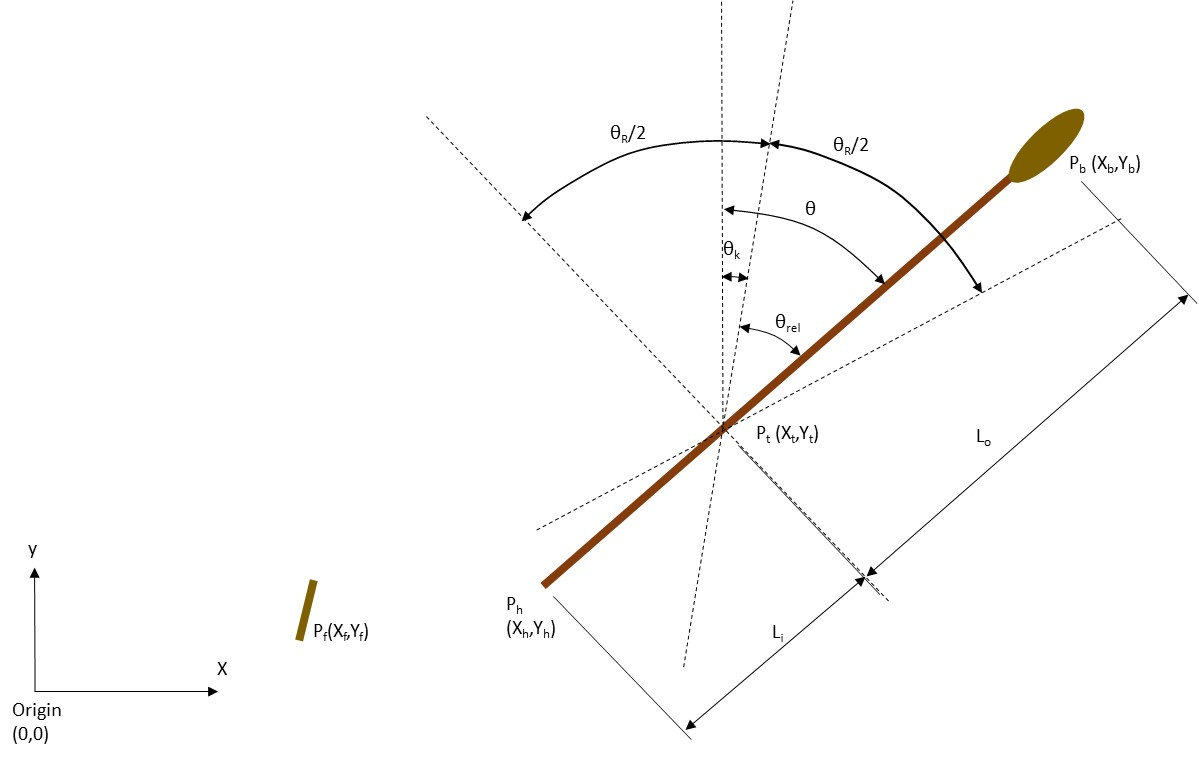 θR/2
θR/2
Pb (Xb,Yb)
θ
θk
θrel
Pt (Xt,Yt)
Lo
y
Ph
(Xh,Yh)
Pf(Xf,Yf)
Li
X
Origin
(0,0)